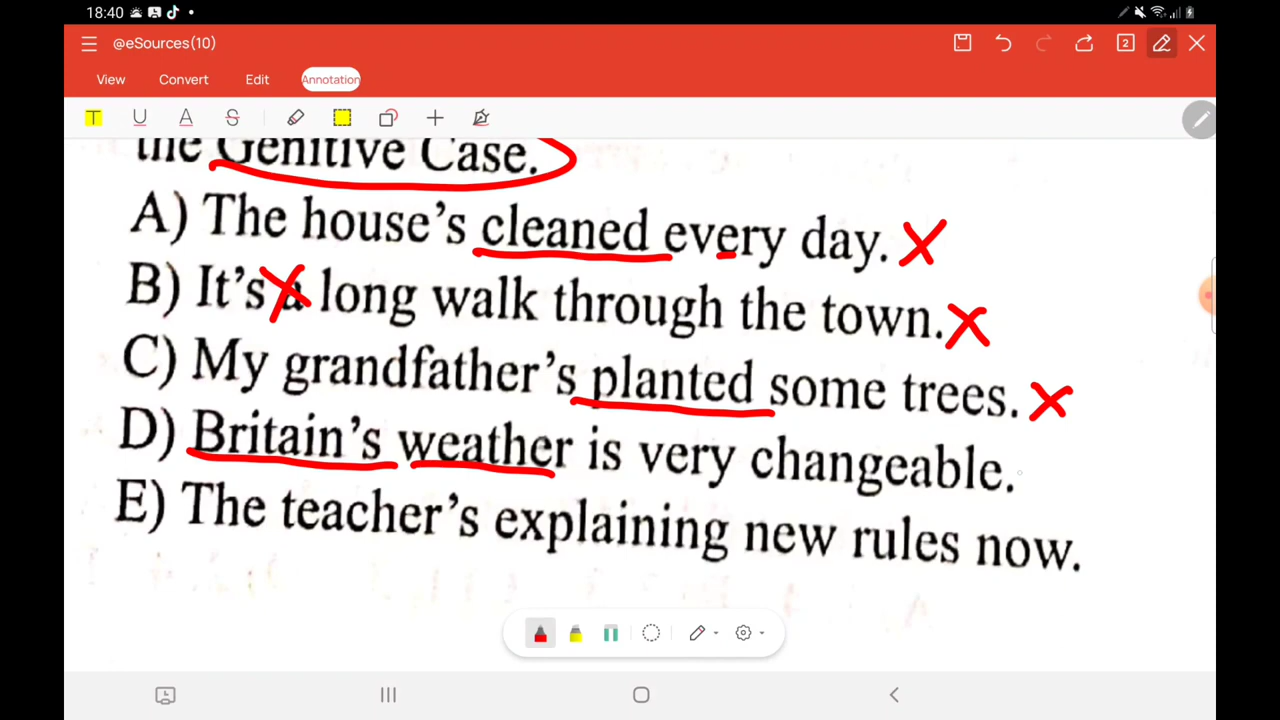 18:40
@eSources(10)
2
View Convert Edit Annotation
T U A S
the Genitive Case.
A) The house's cleaned every day.
B) It's a long walk through the town.
C) My grandfather's planted some trees.
D) Britain's weather is very changeable.
E) The teacher's explaining new rules now.